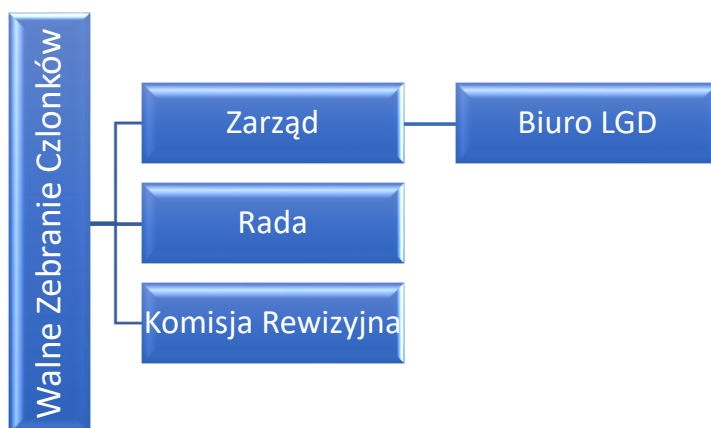 Walne Zebranie Członków
Zarząd
Biuro LGD
Rada
Komisja Rewizyjna